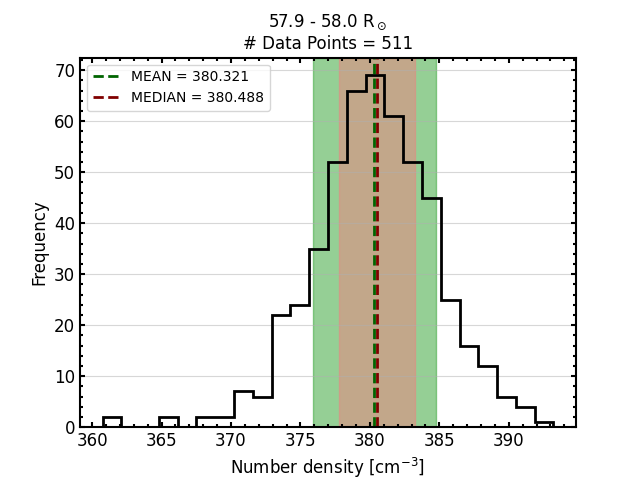 57.9 - 58.0 R⊙
# Data Points = 511
MEAN = 380.321
MEDIAN = 380.488
70
60
50
40
30
20
10
0
Frequency
360 365 370 375 380 385 390
Number density [cm⁻³]